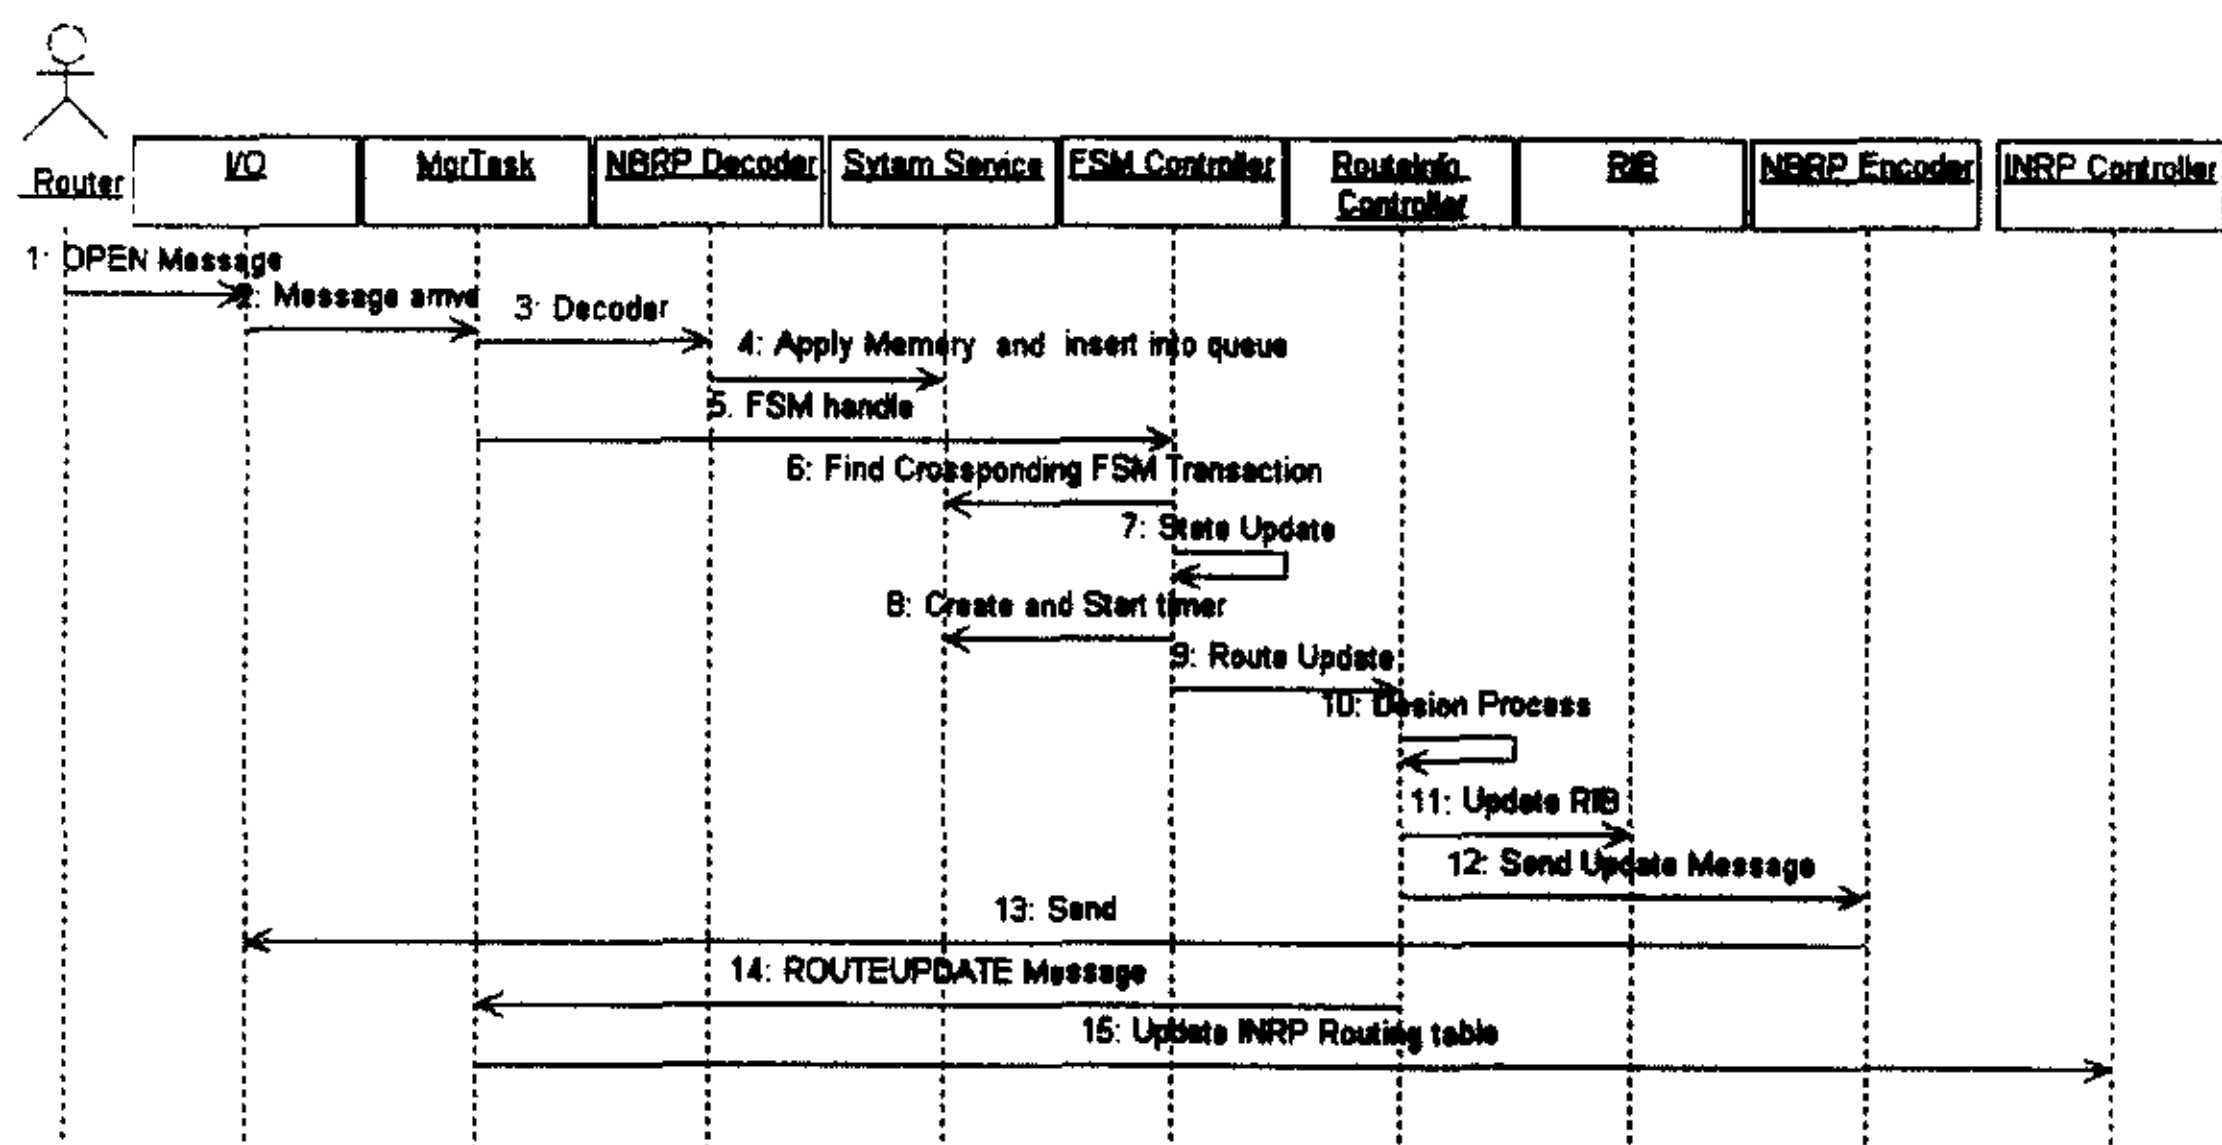 Router
I/O
MgrTask
NBRP Decoder
Sytam Service
FSM Controller
RouteInfo
Controller
RIB
NBRP Encoder
INRP Controller
1: OPEN Message
2: Message arrive
3: Decoder
4: Apply Memory and insert into queue
5. FSM handle
6: Find Crossponding FSM Transaction
7: State Update
8: Create and Start timer
9: Route Update
10: Desion Process
11: Update RIB
12: Send Update Message
13: Send
14: ROUTEUPDATE Message
15: Update INRP Routing table